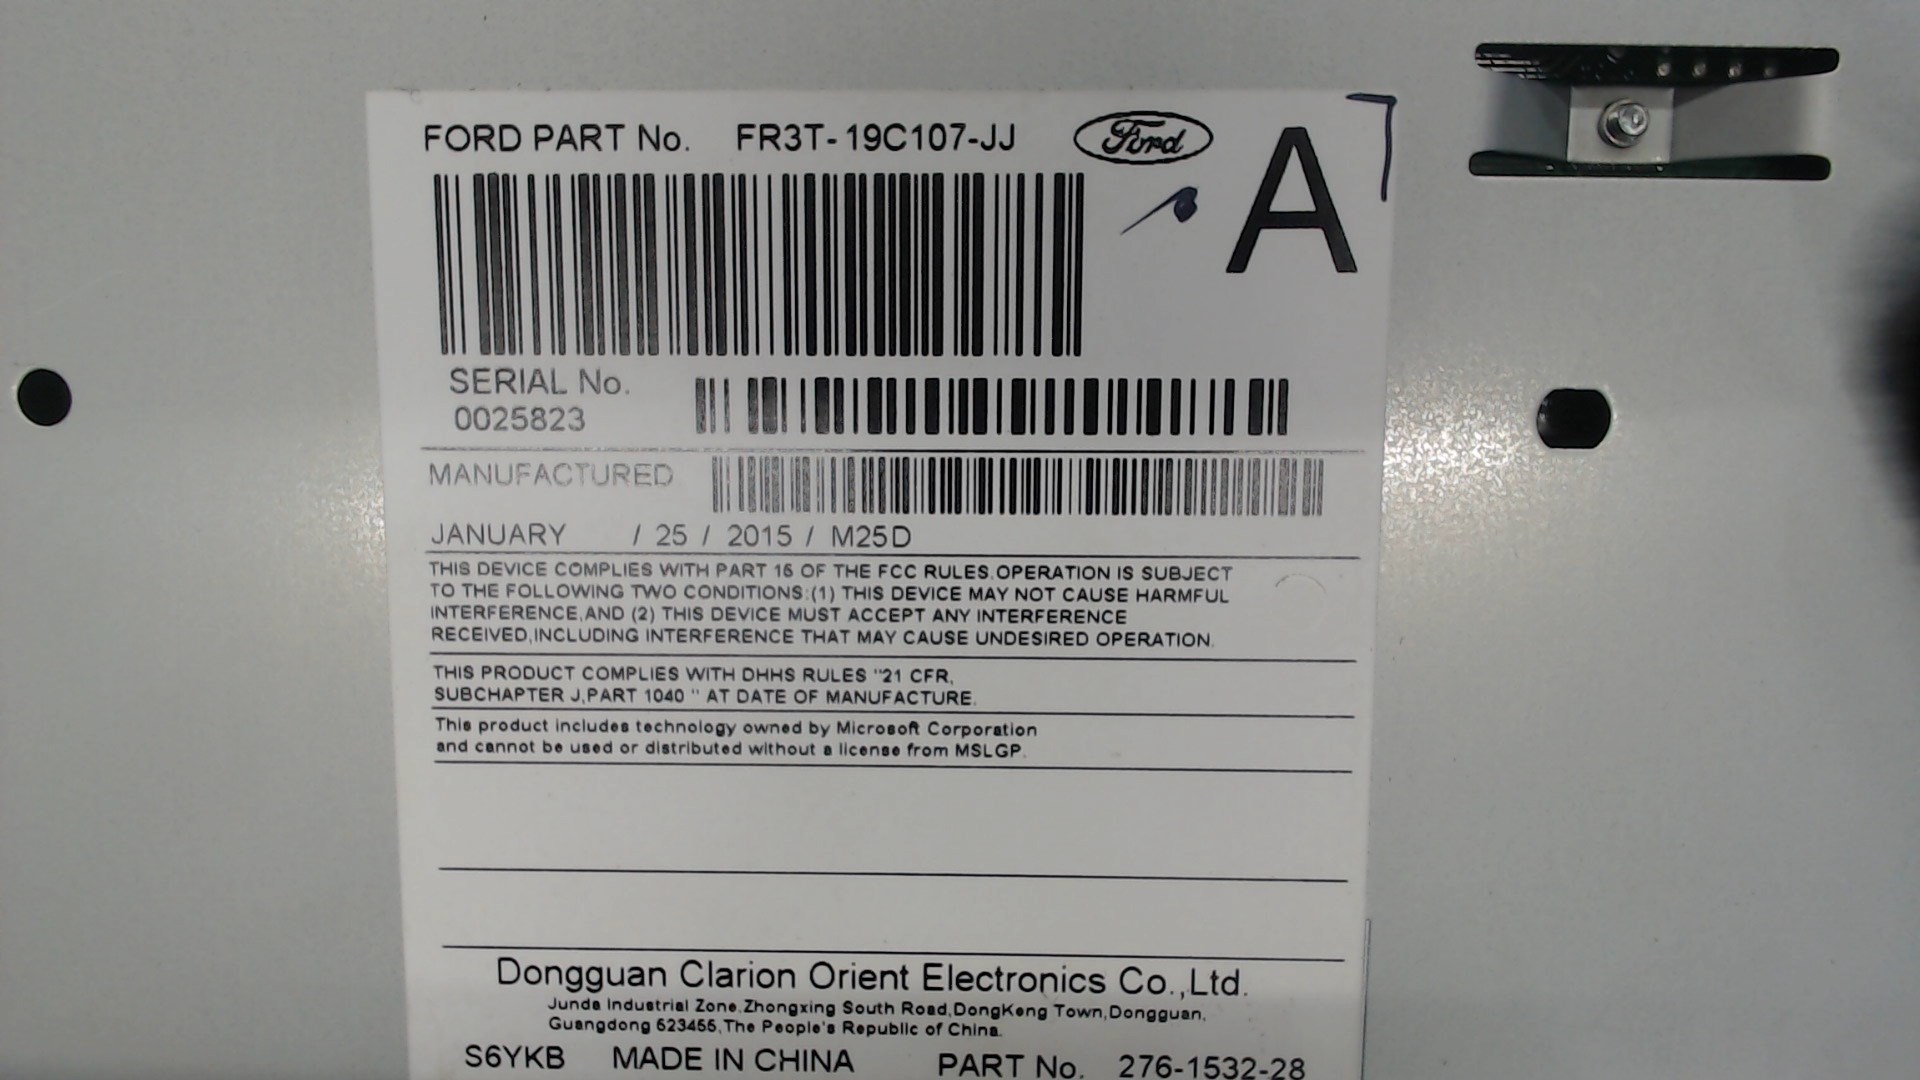 FORD PART No. FR3T-19C107-JJ Ford A
SERIAL No.
0025823
MANUFACTURED
JANUARY / 25 / 2015 / M25D
THIS DEVICE COMPLIES WITH PART 15 OF THE FCC RULES.OPERATION IS SUBJECT
TO THE FOLLOWING TWO CONDITIONS:(1) THIS DEVICE MAY NOT CAUSE HARMFUL
INTERFERENCE,AND (2) THIS DEVICE MUST ACCEPT ANY INTERFERENCE
RECEIVED,INCLUDING INTERFERENCE THAT MAY CAUSE UNDESIRED OPERATION.
THIS PRODUCT COMPLIES WITH DHHS RULES "21 CFR,
SUBCHAPTER J,PART 1040 " AT DATE OF MANUFACTURE.
This product includes technology owned by Microsoft Corporation
and cannot be used or distributed without a license from MSLGP.
Dongguan Clarion Orient Electronics Co.,Ltd.
Junda Industrial Zone,Zhongxing South Road,DongKeng Town,Dongguan,
Guangdong 523455,The People's Republic of China.
S6YKB MADE IN CHINA PART No. 276-1532-28